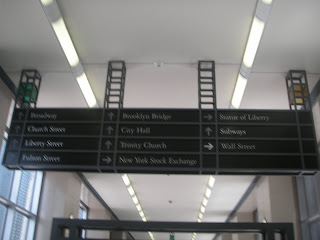 Broadway
Church Street
Liberty Street
Fulton Street
Brooklyn Bridge
City Hall
Trinity Church
New York Stock Exchange
Statue of Liberty
Subways
Wall Street